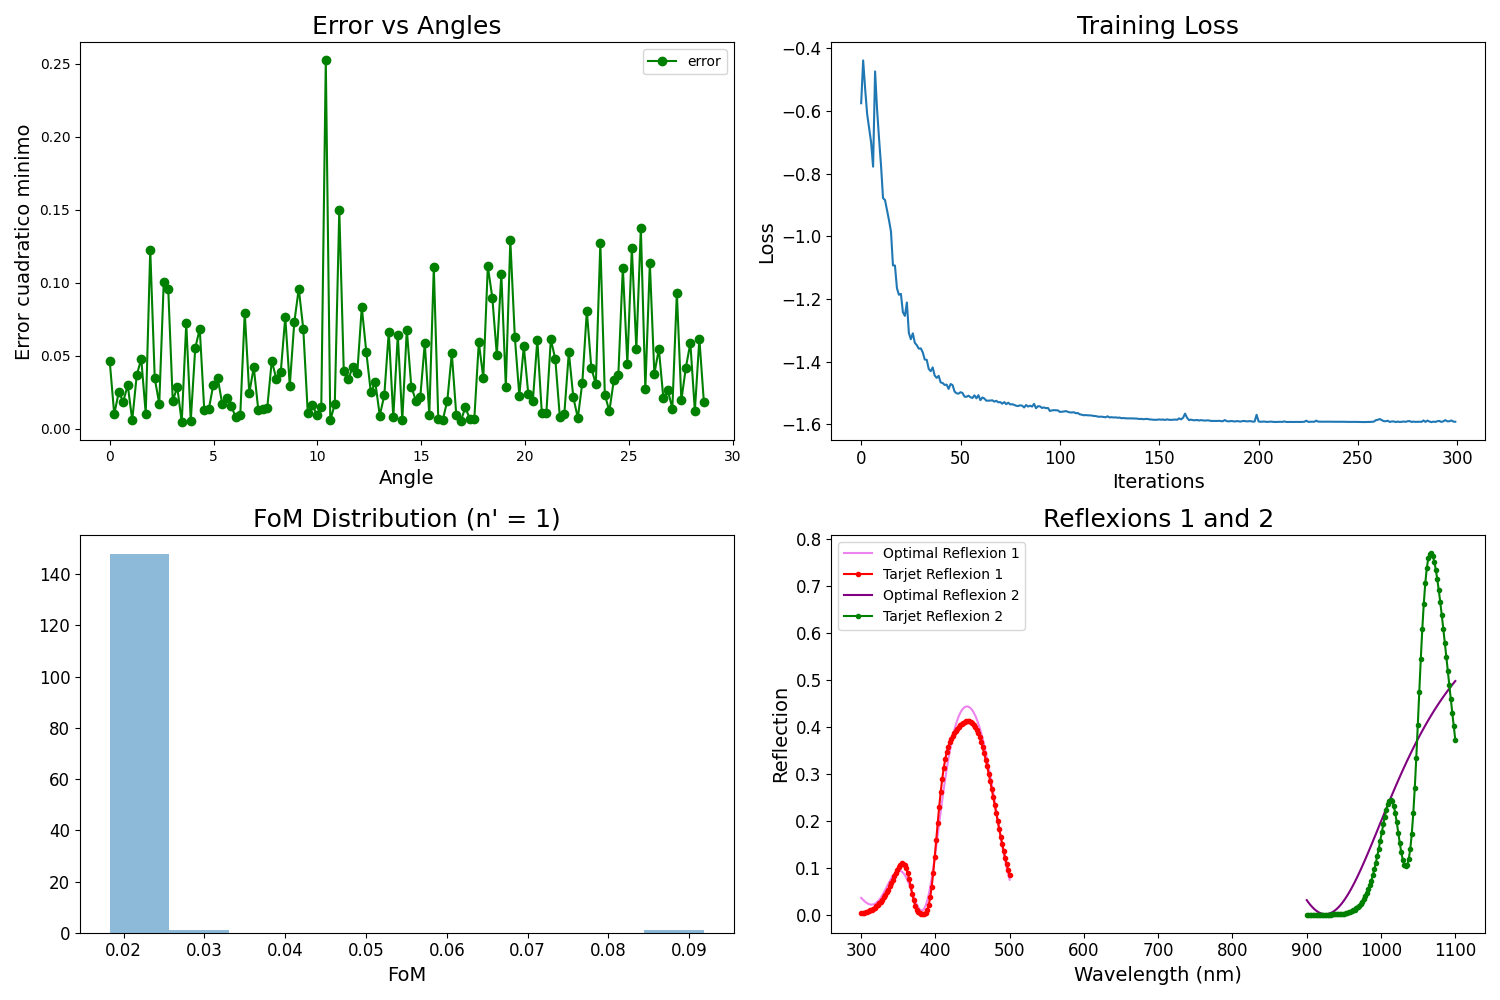 Error vs Angles
error
Error cuadratico minimo
0.25
0.20
0.15
0.10
0.05
0.00
0 5 10 15 20 25 30
Angle
Training Loss
Loss
−0.4
−0.6
−0.8
−1.0
−1.2
−1.4
−1.6
0 50 100 150 200 250 300
Iterations
FoM Distribution (n' = 1)
140
120
100
80
60
40
20
0
0.02 0.03 0.04 0.05 0.06 0.07 0.08 0.09
FoM
Reflexions 1 and 2
Optimal Reflexion 1
Tarjet Reflexion 1
Optimal Reflexion 2
Tarjet Reflexion 2
Reflection
0.8
0.7
0.6
0.5
0.4
0.3
0.2
0.1
0.0
300 400 500 600 700 800 900 1000 1100
Wavelength (nm)